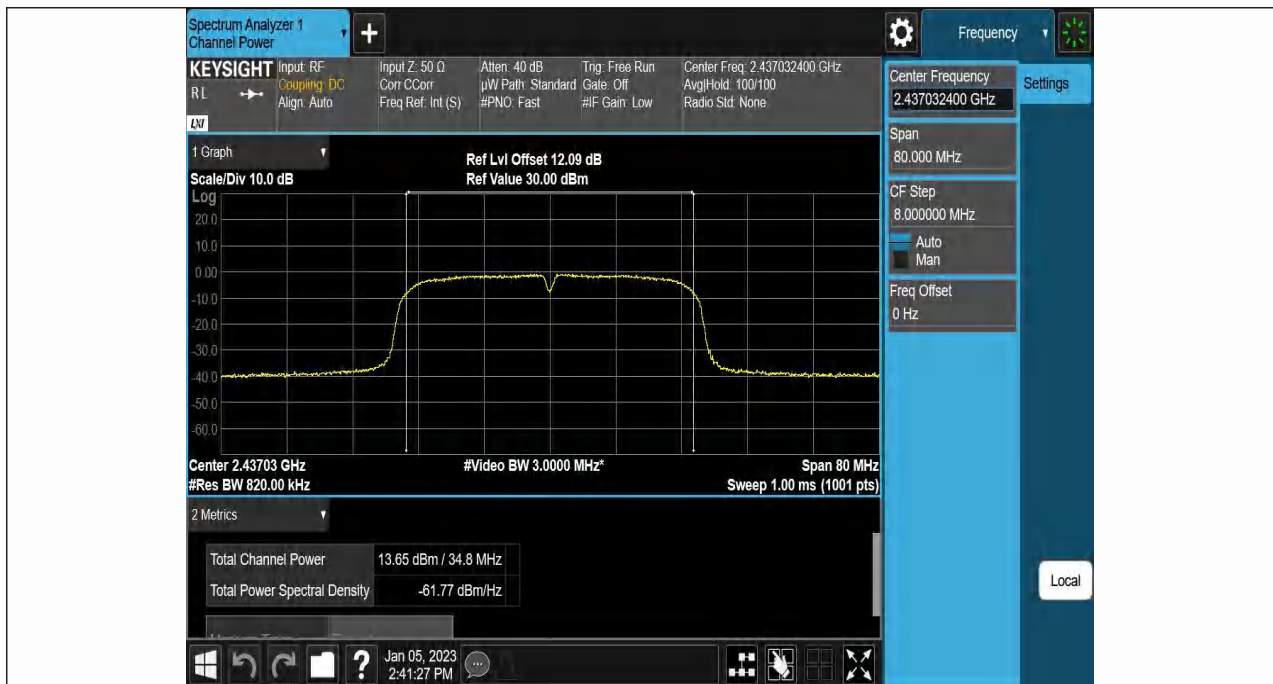 Spectrum Analyzer 1
Channel Power
+
Frequency
KEYSIGHT
RL
LXI
Input: RF
Coupling: DC
Align: Auto
Input Z: 50 Ω
Corr CCorr
Freq Ref: Int (S)
Atten: 40 dB
µW Path: Standard
#PNO: Fast
Trig: Free Run
Gate: Off
#IF Gain: Low
Center Freq: 2.437032400 GHz
Avg|Hold: 100/100
Radio Std: None
Center Frequency
2.437032400 GHz
Settings
Span
80.000 MHz
CF Step
8.000000 MHz
Auto
Man
Freq Offset
0 Hz
1 Graph
Scale/Div 10.0 dB
Ref Lvl Offset 12.09 dB
Ref Value 30.00 dBm
Log
20.0
10.0
0.00
-10.0
-20.0
-30.0
-40.0
-50.0
-60.0
Center 2.43703 GHz
#Video BW 3.0000 MHz*
Span 80 MHz
#Res BW 820.00 kHz
Sweep 1.00 ms (1001 pts)
2 Metrics
Total Channel Power 13.65 dBm / 34.8 MHz
Total Power Spectral Density -61.77 dBm/Hz
Local
?
Jan 05, 2023
2:41:27 PM